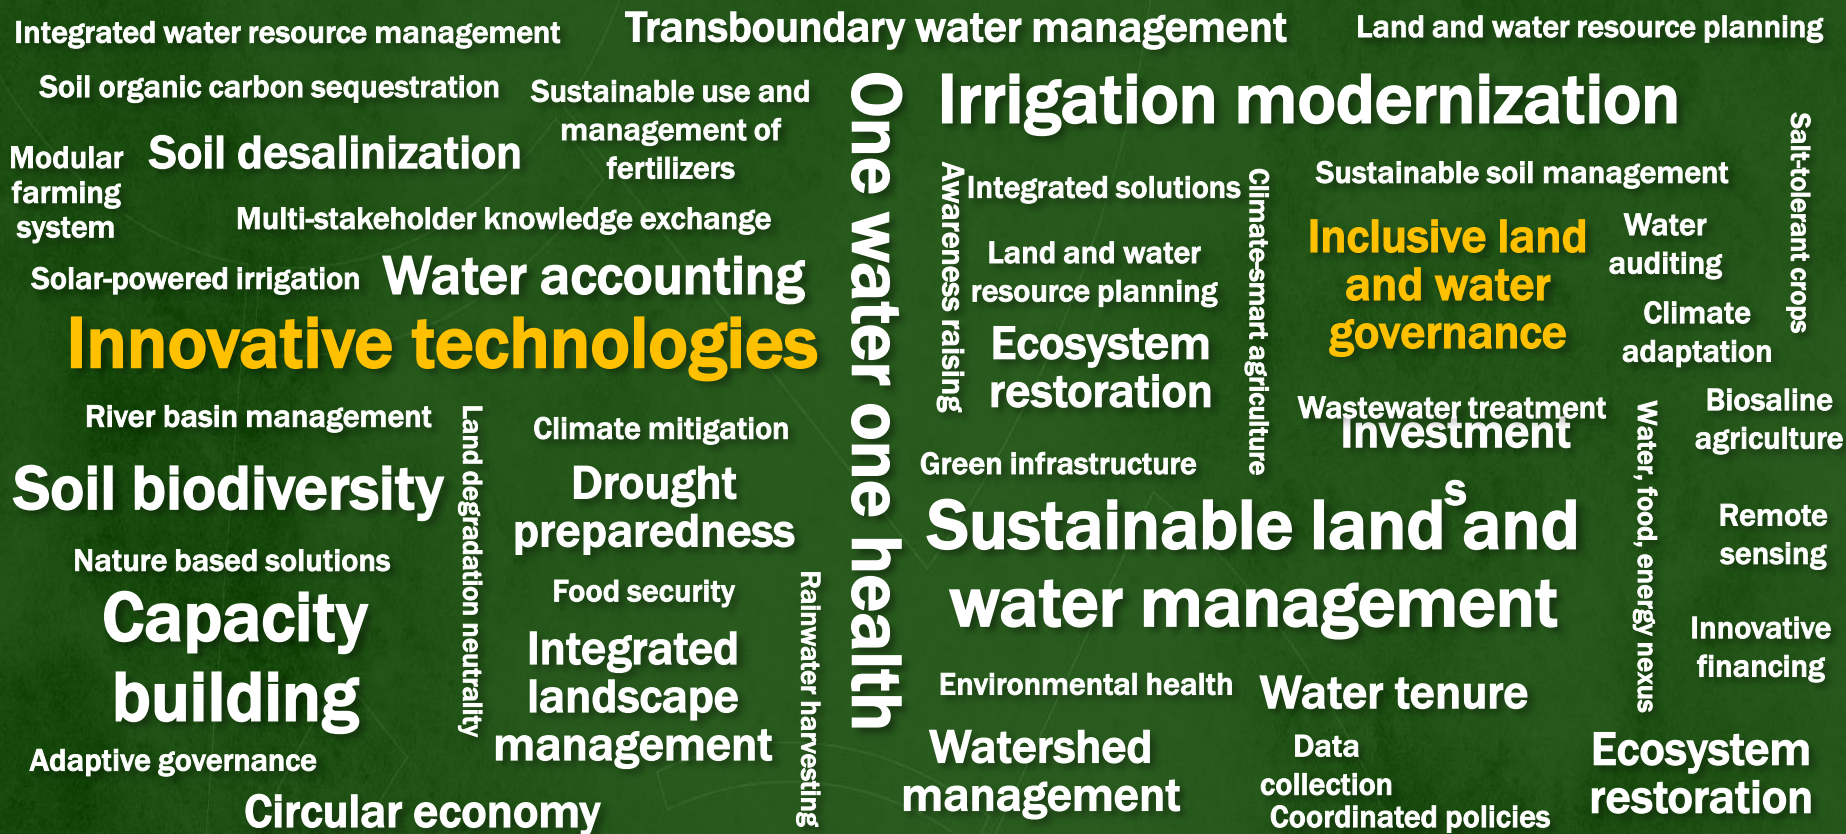 Integrated water resource management
Transboundary water management
Land and water resource planning
Soil organic carbon sequestration
Sustainable use and
management of
fertilizers
Modular
farming
system
Soil desalinization
Multi-stakeholder knowledge exchange
Solar-powered irrigation
Water accounting
Innovative technologies
River basin management
Land degradation neutrality
Climate mitigation
Soil biodiversity
Drought
preparedness
Nature based solutions
Food security
Capacity
building
Integrated
landscape
management
Rainwater harvesting
Adaptive governance
Circular economy
One water one health
Irrigation modernization
Awareness raising
Integrated solutions
Climate-smart agriculture
Sustainable soil management
Salt-tolerant crops
Land and water
resource planning
Inclusive land
and water
governance
Water
auditing
Climate
adaptation
Ecosystem
restoration
Wastewater treatment
Investment
s
Biosaline
agriculture
Green infrastructure
Water, food, energy nexus
Sustainable land and
water management
Remote
sensing
Innovative
financing
Environmental health
Water tenure
Watershed
management
Data
collection
Coordinated policies
Ecosystem
restoration